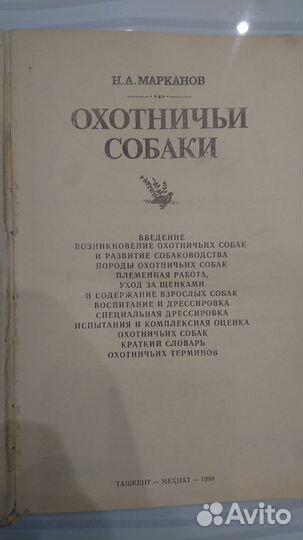 Н. А. МАРКАНОВ
ОХОТНИЧЬИ
СОБАКИ
ВВЕДЕНИЕ
ВОЗНИКНОВЕНИЕ ОХОТНИЧЬИХ СОБАК
И РАЗВИТИЕ СОБАКОВОДСТВА
ПОРОДЫ ОХОТНИЧЬИХ СОБАК
ПЛЕМЕННАЯ РАБОТА,
УХОД ЗА ЩЕНКАМИ
И СОДЕРЖАНИЕ ВЗРОСЛЫХ СОБАК
ВОСПИТАНИЕ И ДРЕССИРОВКА
СПЕЦИАЛЬНАЯ ДРЕССИРОВКА
ИСПЫТАНИЯ И КОМПЛЕКСНАЯ ОЦЕНКА
ОХОТНИЧЬИХ СОБАК
КРАТКИЙ СЛОВАРЬ
ОХОТНИЧЬИХ ТЕРМИНОВ
ТАШКЕНТ — МЕҲНАТ — 1990
Avito